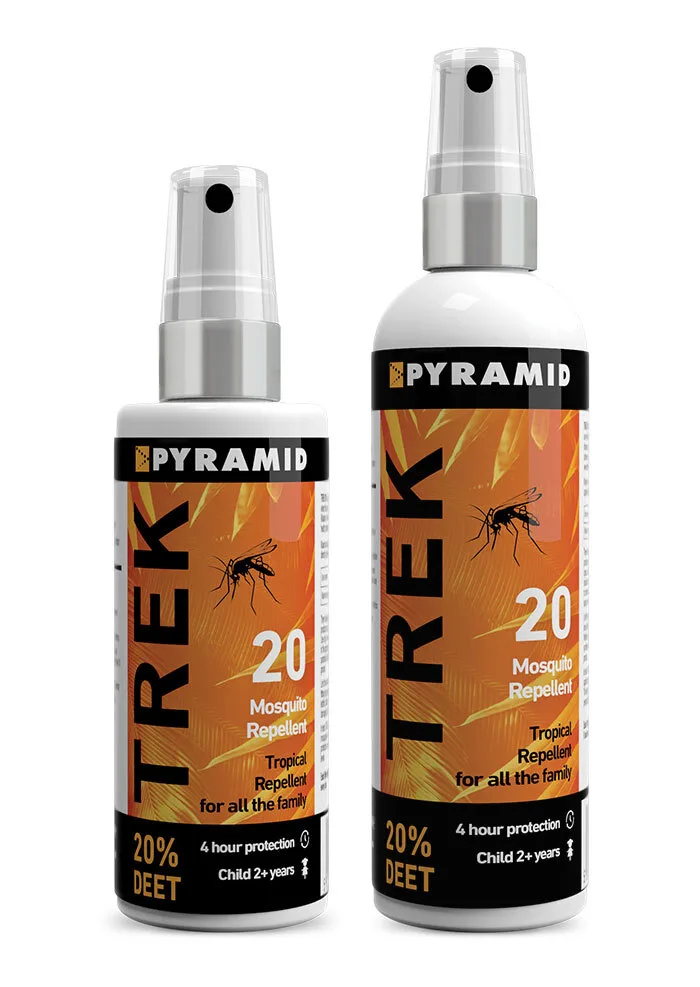 PYRAMID
TREK
20
Mosquito
Repellent
Tropical
Repellent
for all the family
20%
DEET
4 hour protection
Child 2+ years
PYRAMID
TREK
20
Mosquito
Repellent
Tropical
Repellent
for all the family
20%
DEET
4 hour protection
Child 2+ years